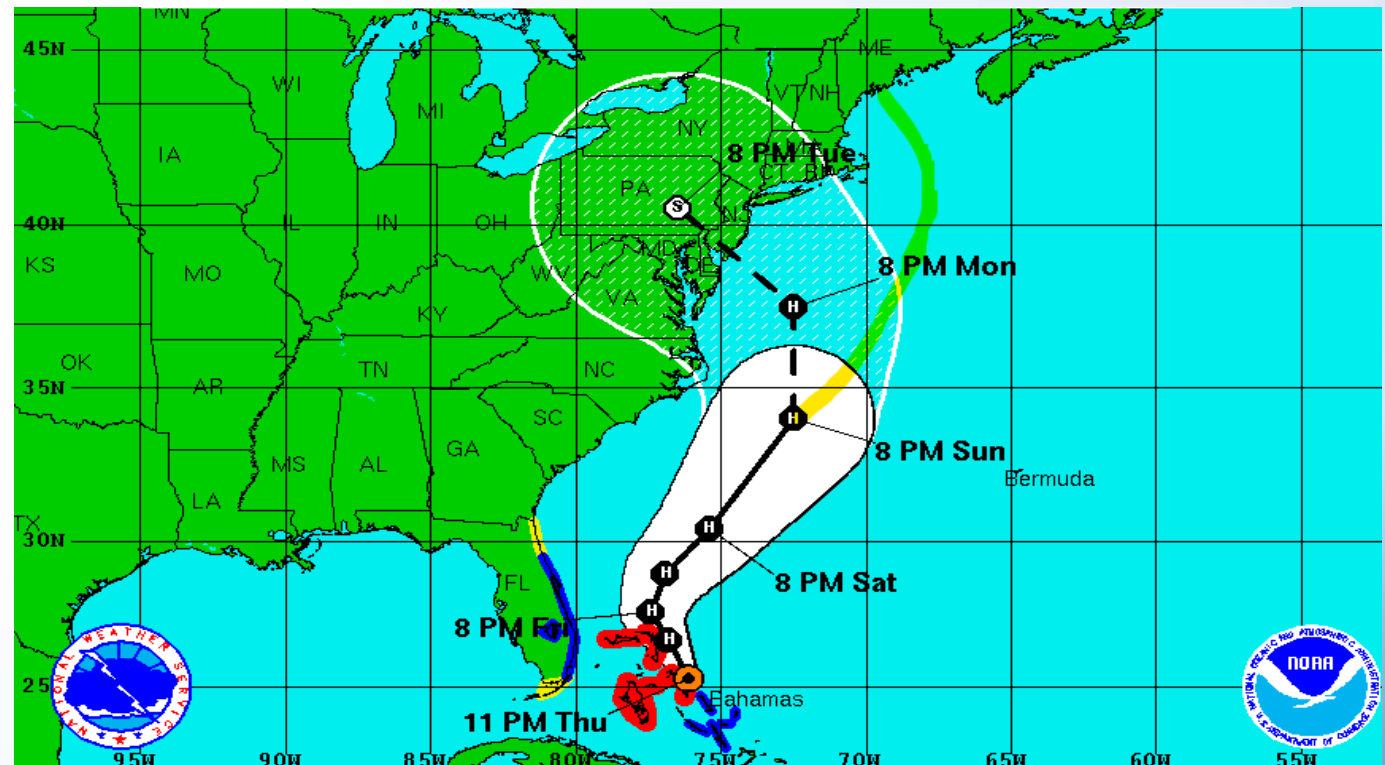 MN
45N
ME
WI
VT
NH
MI
NY
IA
8 PM Tue
CT
PA
NJ
40N
IL
IN
OH
MD
DE
KS
MO
WV
8 PM Mon
VA
KY
OK
TN
NC
35N
AR
SC
H
8 PM Sun
MS
AL
GA
Bermuda
LA
TX
30N
FL
8 PM Sat
8 PM Fri
NATIONAL WEATHER SERVICE
NOAA
25
Bahamas
11 PM Thu
95W
90W
85W
80W
75W
70W
65W
60W
55W
S
H
H
H
H
H